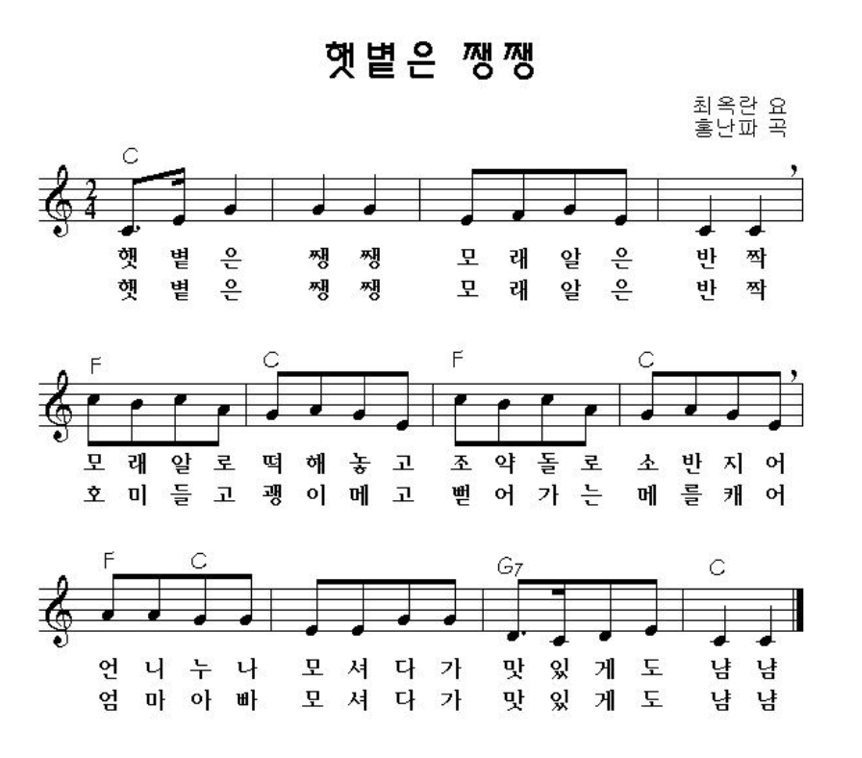 햇볕은 쨍쨍
최옥란 요
홍난파 곡
C
2
4
햇 볕 은 쨍 쨍 모 래 알 은 반 짝
햇 볕 은 쨍 쨍 모 래 알 은 반 짝
F C F C
모 래 알 로 떡 해 놓 고 조 약 돌 로 소 반 지 어
호 미 들 고 괭 이 메 고 뻗 어 가 는 메 를 캐 어
F C G7 C
언 니 누 나 모 셔 다 가 맛 있 게 도 냠 냠
엄 마 아 빠 모 셔 다 가 맛 있 게 도 냠 냠